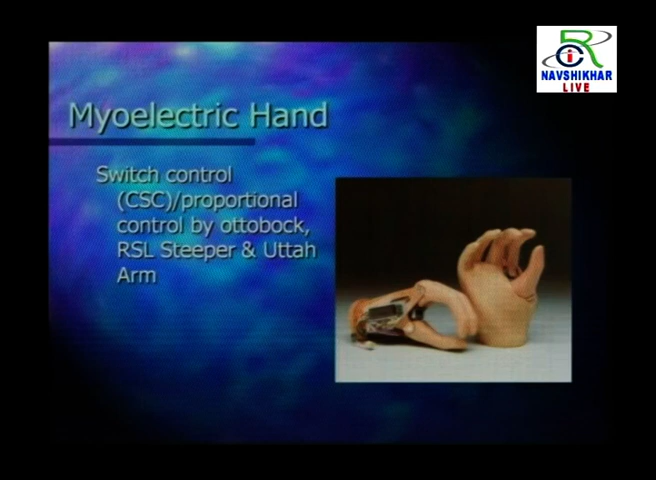 NAVSHIKHAR
LIVE
Myoelectric Hand
Switch control
(CSC)/proportional
control by ottobock,
RSL Steeper & Uttah
Arm